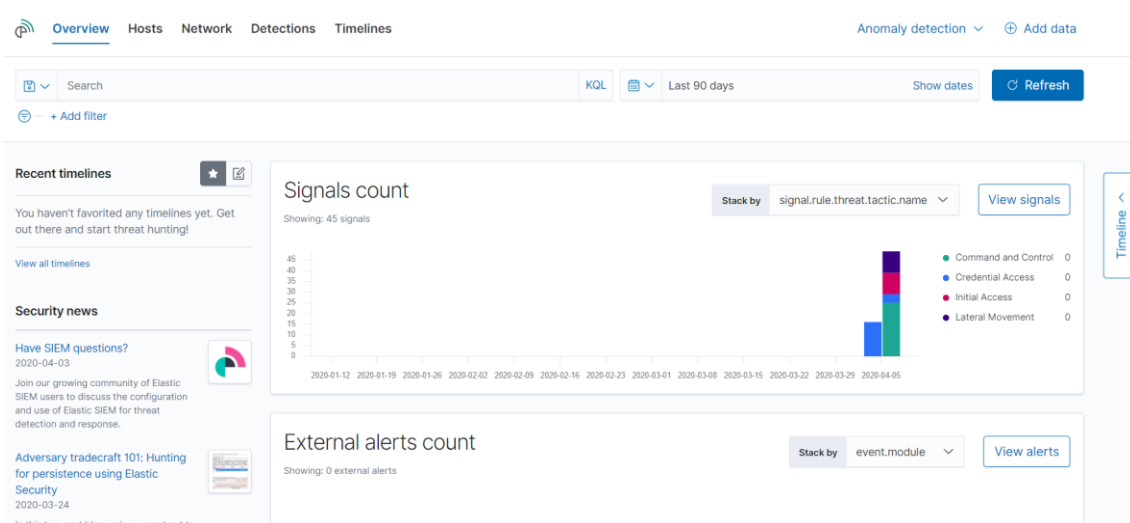 Overview Hosts Network Detections Timelines
Anomaly detection
Add data
Search
KQL
Last 90 days
Show dates
Refresh
+ Add filter
Recent timelines
You haven't favorited any timelines yet. Get
out there and start threat hunting!
View all timelines
Security news
Have SIEM questions?
2020-04-03
Join our growing community of Elastic
SIEM users to discuss the configuration
and use of Elastic SIEM for threat
detection and response.
Adversary tradecraft 101: Hunting
for persistence using Elastic
Security
2020-03-24
Signals count
Showing: 45 signals
Stack by
signal.rule.threat.tactic.name
View signals
45
40
35
30
25
20
15
10
5
0
2020-01-12 2020-01-19 2020-01-26 2020-02-02 2020-02-09 2020-02-16 2020-02-23 2020-03-01 2020-03-08 2020-03-15 2020-03-22 2020-03-29 2020-04-05
Command and Control 0
Credential Access 0
Initial Access 0
Lateral Movement 0
External alerts count
Showing: 0 external alerts
Stack by
event.module
View alerts
Timeline